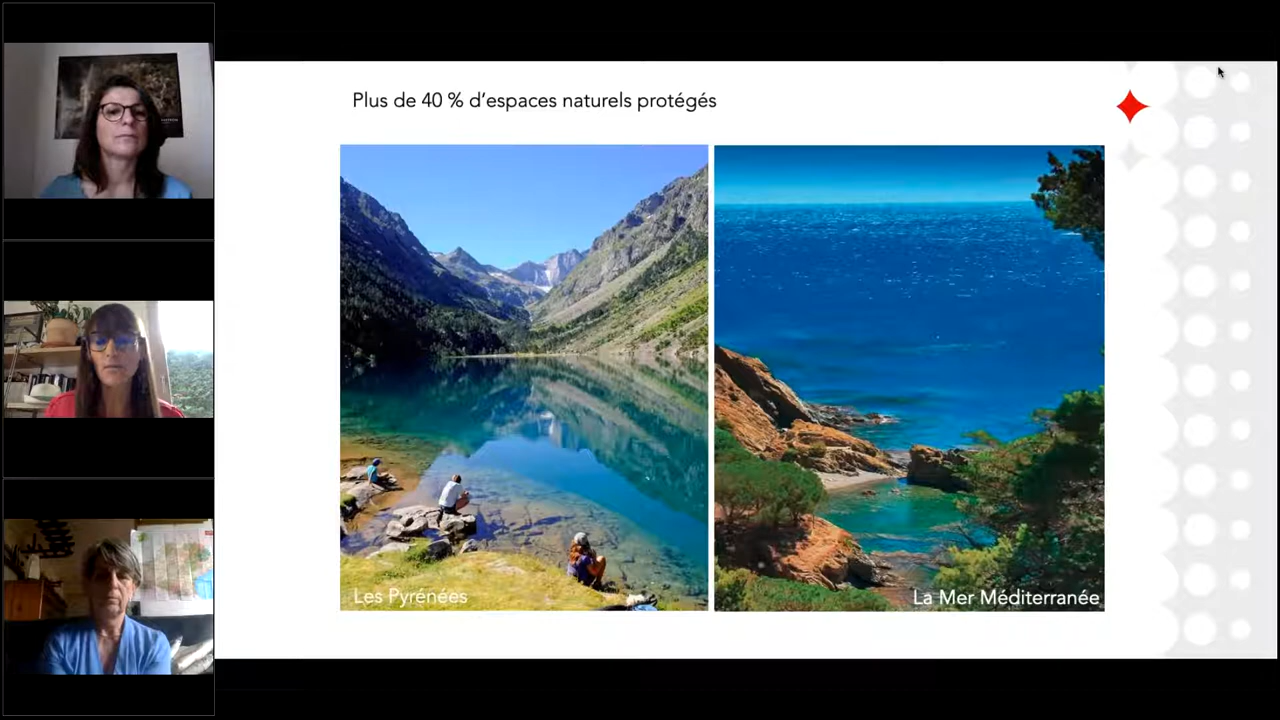 Plus de 40 % d'espaces naturels protégés
Les Pyrénées
La Mer Méditerranée